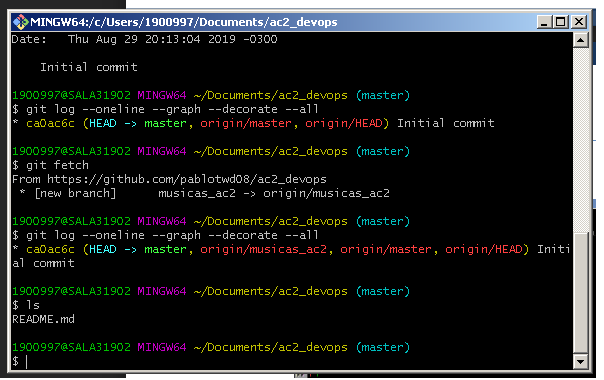 MINGW64:/c/Users/1900997/Documents/ac2_devops
Date:   Thu Aug 29 20:13:04 2019 -0300
    Initial commit
1900997@SALA31902 MINGW64 ~/Documents/ac2_devops (master)
$ git log --oneline --graph --decorate --all
* ca0ac6c (HEAD -> master, origin/master, origin/HEAD) Initial commit
1900997@SALA31902 MINGW64 ~/Documents/ac2_devops (master)
$ git fetch
From https://github.com/pablotwd08/ac2_devops
 * [new branch]      musicas_ac2 -> origin/musicas_ac2
1900997@SALA31902 MINGW64 ~/Documents/ac2_devops (master)
$ git log --oneline --graph --decorate --all
* ca0ac6c (HEAD -> master, origin/musicas_ac2, origin/master, origin/HEAD) Initi
al commit
1900997@SALA31902 MINGW64 ~/Documents/ac2_devops (master)
$ ls
README.md
1900997@SALA31902 MINGW64 ~/Documents/ac2_devops (master)
$